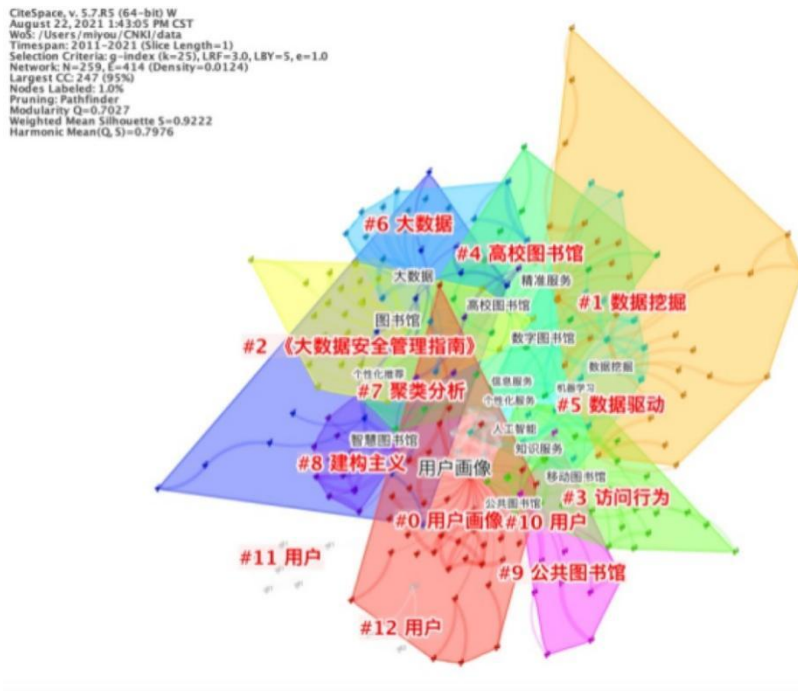 CiteSpace, v. 5.7.R5 (64-bit) W
August 22, 2021 1:43:05 PM CST
WoS: /Users/miyou/CNKI/data
Timespan: 2011-2021 (Slice Length=1)
Selection Criteria: g-index (k=25), LRF=3.0, LBY=5, e=1.0
Network: N=259, E=414 (Density=0.0124)
Largest CC: 247 (95%)
Nodes Labeled: 1.0%
Pruning: Pathfinder
Modularity Q=0.7027
Weighted Mean Silhouette S=0.9222
Harmonic Mean(Q, S)=0.7976
#6 大数据
#4 高校图书馆
大数据
精准服务
#1 数据挖掘
高校图书馆
图书馆
数字图书馆
#2 《大数据安全管理指南》
数据挖掘
个性化推荐
信息服务
#7 聚类分析
机器学习
个性化服务
#5 数据驱动
人工智能
智慧图书馆
知识服务
#8 建构主义
用户画像
移动图书馆
#3 访问行为
公共图书馆
#0 用户画像
#10 用户
#11 用户
#9 公共图书馆
#12 用户